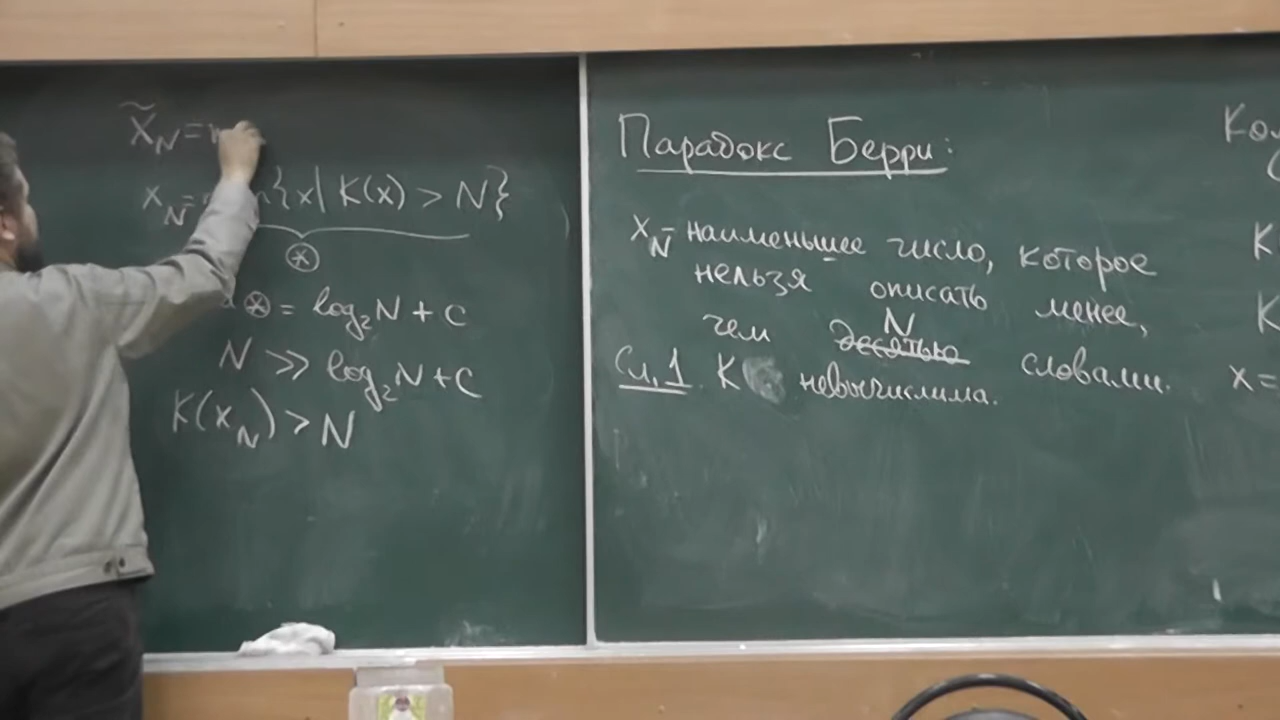 x̃_N =
x_N = {x| K(x) > N}
⊛
⊛ = log₂N + c
N ≫ log₂N + c
K(x_N) > N
Парадокс Берри:
x_N – наименьшее число, которое
нельзя описать менее,
N
чем десятью словами.
Сл.1 K невычислима.
Ко
K
K
x =